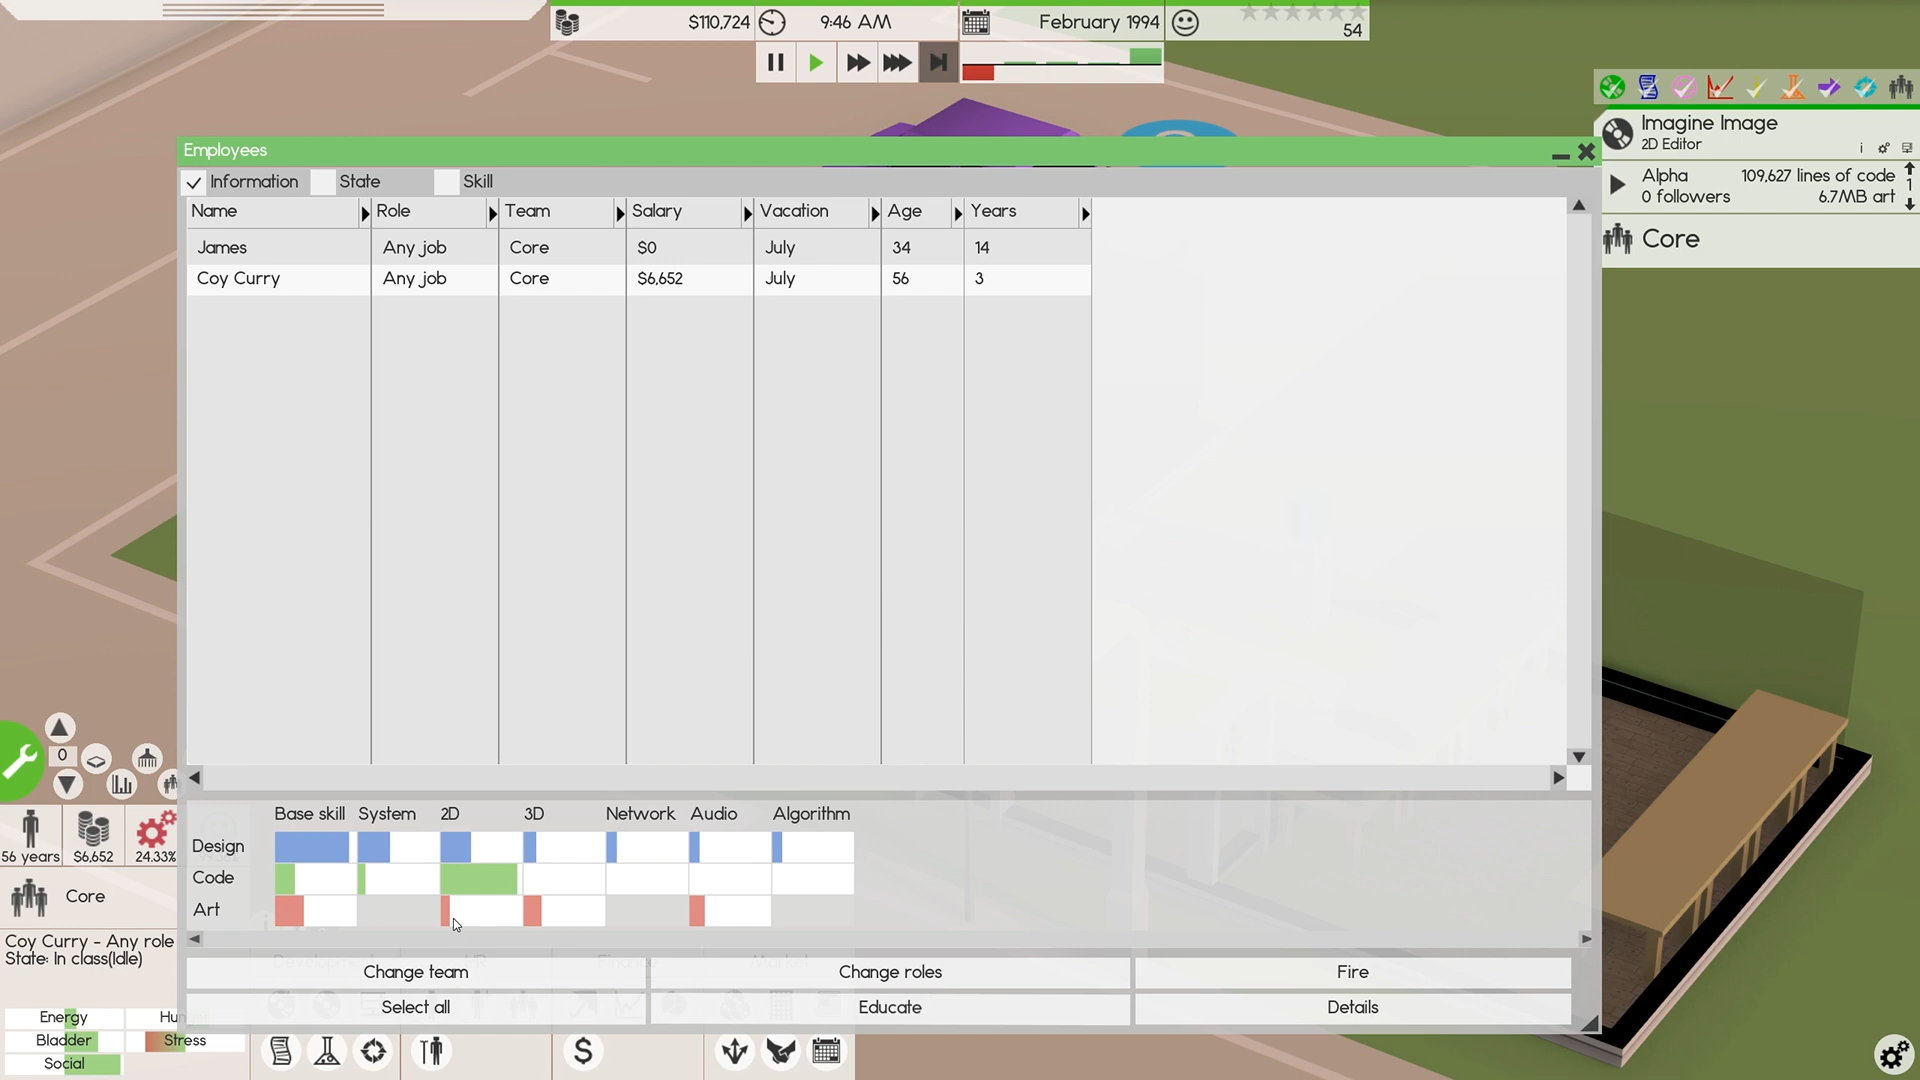 $110,724
9:46 AM
February 1994
54
Imagine Image
2D Editor
i
Alpha
109,627 lines of code
1
0 followers
6.7MB art
Core
Employees
Information State Skill
Name Role Team Salary Vacation Age Years
James Any job Core $0 July 34 14
Coy Curry Any job Core $6,652 July 56 3
0
Base skill System 2D 3D Network Audio Algorithm
Design
Code
Art
56 years $6,652 24.33%
Core
Coy Curry - Any role
State: In class(Idle)
Change team Change roles Fire
Select all Educate Details
Energy
Bladder Stress
Social
$